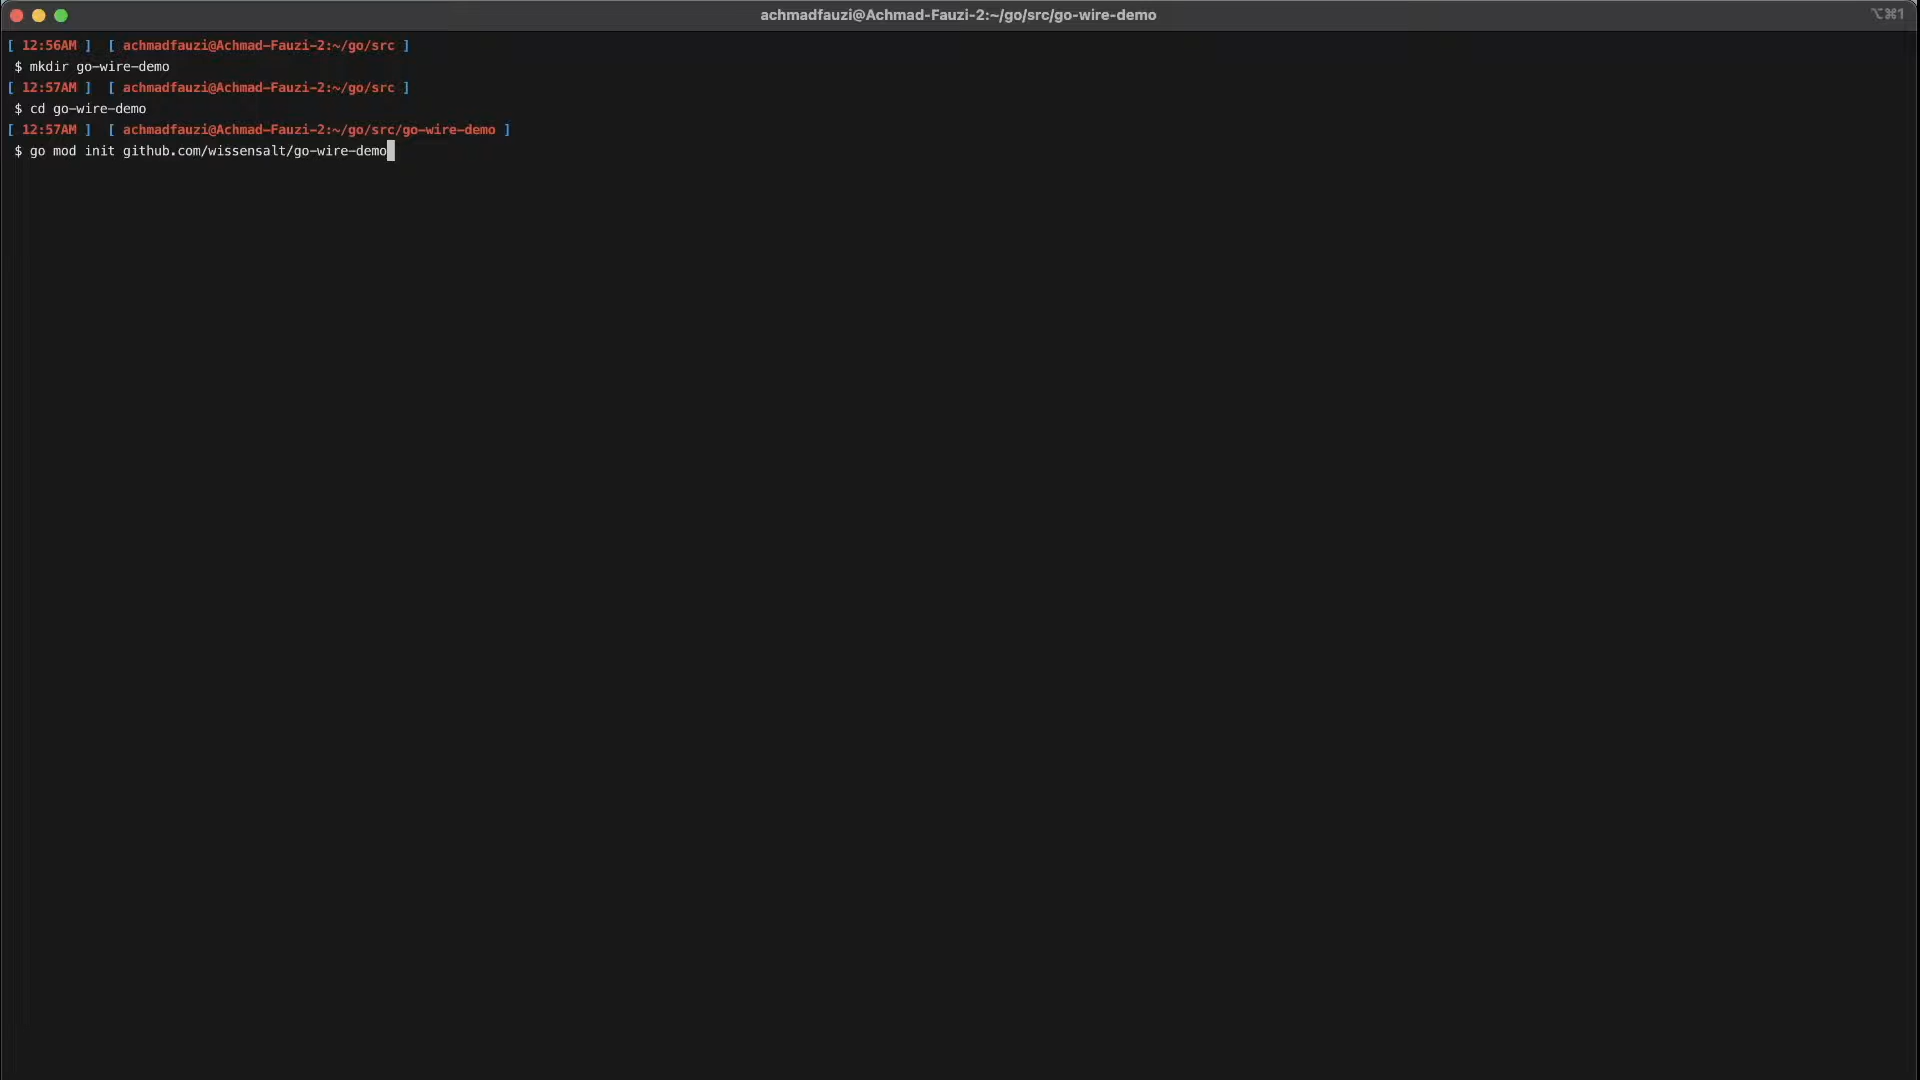 achmadfauzi@Achmad-Fauzi-2:~/go/src/go-wire-demo
⌥⌘1
[ 12:56AM ]  [ achmadfauzi@Achmad-Fauzi-2:~/go/src ]
$ mkdir go-wire-demo
[ 12:57AM ]  [ achmadfauzi@Achmad-Fauzi-2:~/go/src ]
$ cd go-wire-demo
[ 12:57AM ]  [ achmadfauzi@Achmad-Fauzi-2:~/go/src/go-wire-demo ]
$ go mod init github.com/wissensalt/go-wire-demo